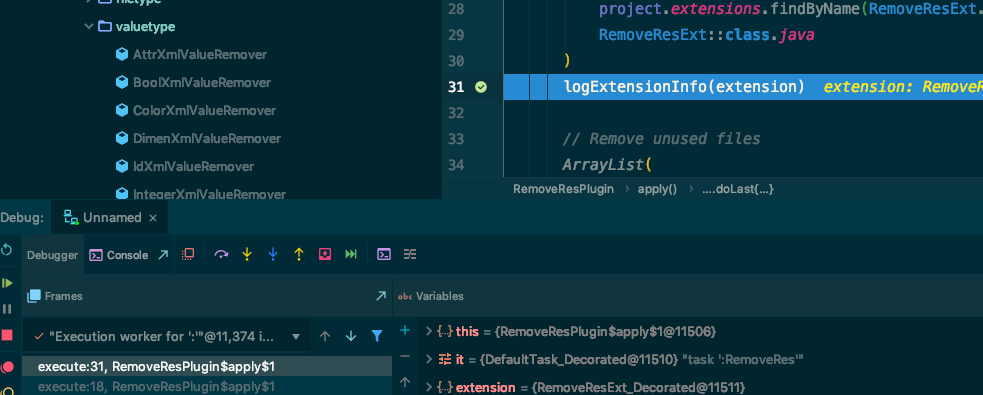 filetype
valuetype
AttrXmlValueRemover
BoolXmlValueRemover
ColorXmlValueRemover
DimenXmlValueRemover
IdXmlValueRemover
IntegerXmlValueRemover
28 project.extensions.findByName(RemoveResExt.
29 RemoveResExt::class.java
30 )
31 logExtensionInfo(extension) extension: RemoveR
32
33 // Remove unused files
34 ArrayList(
RemoveResPlugin > apply() > ....doLast{...}
Debug: Unnamed ×
Debugger Console
Frames
"Execution worker for ':'"@11,374 i...
execute:31, RemoveResPlugin$apply$1
execute:18, RemoveResPlugin$apply$1
abc Variables
this = {RemoveResPlugin$apply$1@11506}
it = {DefaultTask_Decorated@11510} "task ':RemoveRes'"
extension = {RemoveResExt_Decorated@11511}